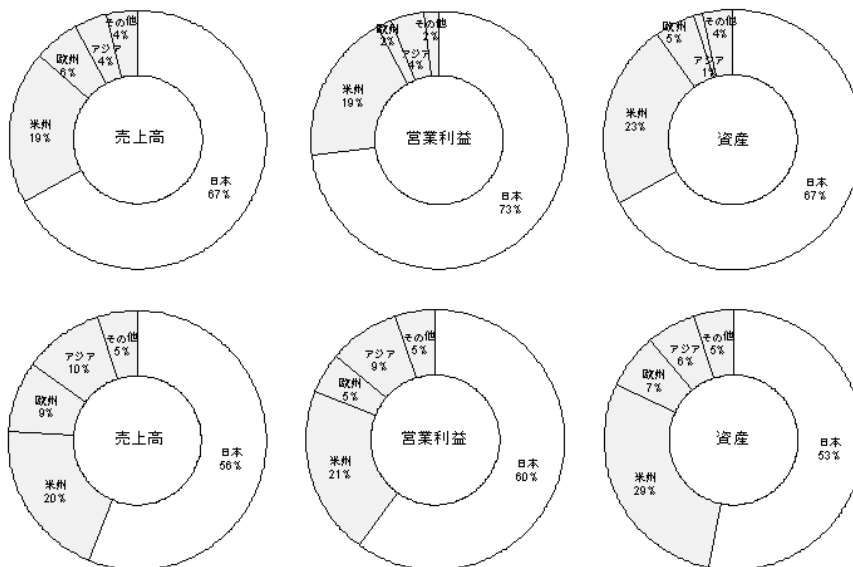 その他
4%
アジア
4%
欧州
6%
米州
19%
売上高
日本
67%
その他
2%
欧州
2%
アジア
4%
米州
19%
営業利益
日本
73%
その他
4%
欧州
5%
アジア
1%
米州
23%
資産
日本
67%
その他
5%
アジア
10%
欧州
9%
売上高
日本
56%
米州
20%
その他
5%
アジア
9%
欧州
5%
営業利益
米州
21%
日本
60%
その他
5%
アジア
6%
欧州
7%
資産
日本
53%
米州
29%